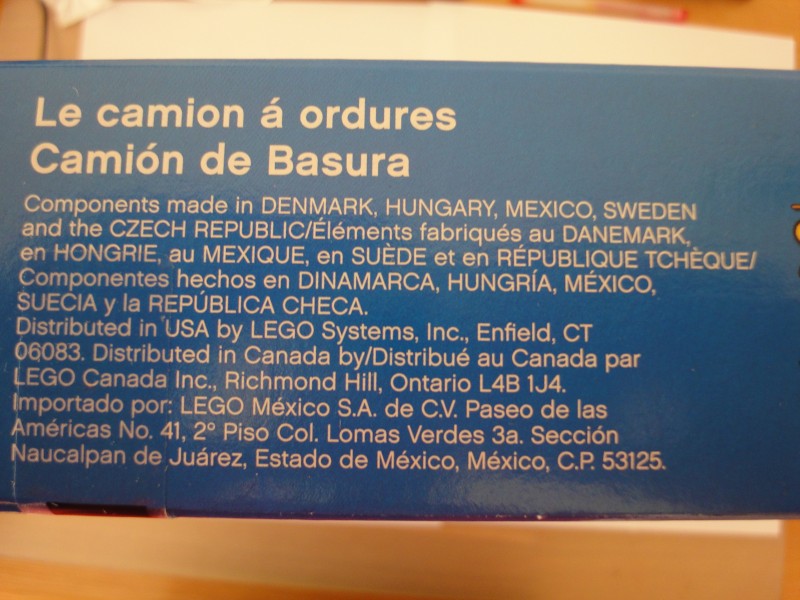 Le camion á ordures
Camión de Basura
Components made in DENMARK, HUNGARY, MEXICO, SWEDEN
and the CZECH REPUBLIC/Éléments fabriqués au DANEMARK,
en HONGRIE, au MEXIQUE, en SUÈDE et en RÉPUBLIQUE TCHÈQUE/
Componentes hechos en DINAMARCA, HUNGRÍA, MÉXICO,
SUECIA y la REPÚBLICA CHECA.
Distributed in USA by LEGO Systems, Inc., Enfield, CT
06083. Distributed in Canada by/Distribué au Canada par
LEGO Canada Inc., Richmond Hill, Ontario L4B 1J4.
Importado por: LEGO México S.A. de C.V. Paseo de las
Américas No. 41, 2° Piso Col. Lomas Verdes 3a. Sección
Naucalpan de Juárez, Estado de México, México, C.P. 53125.